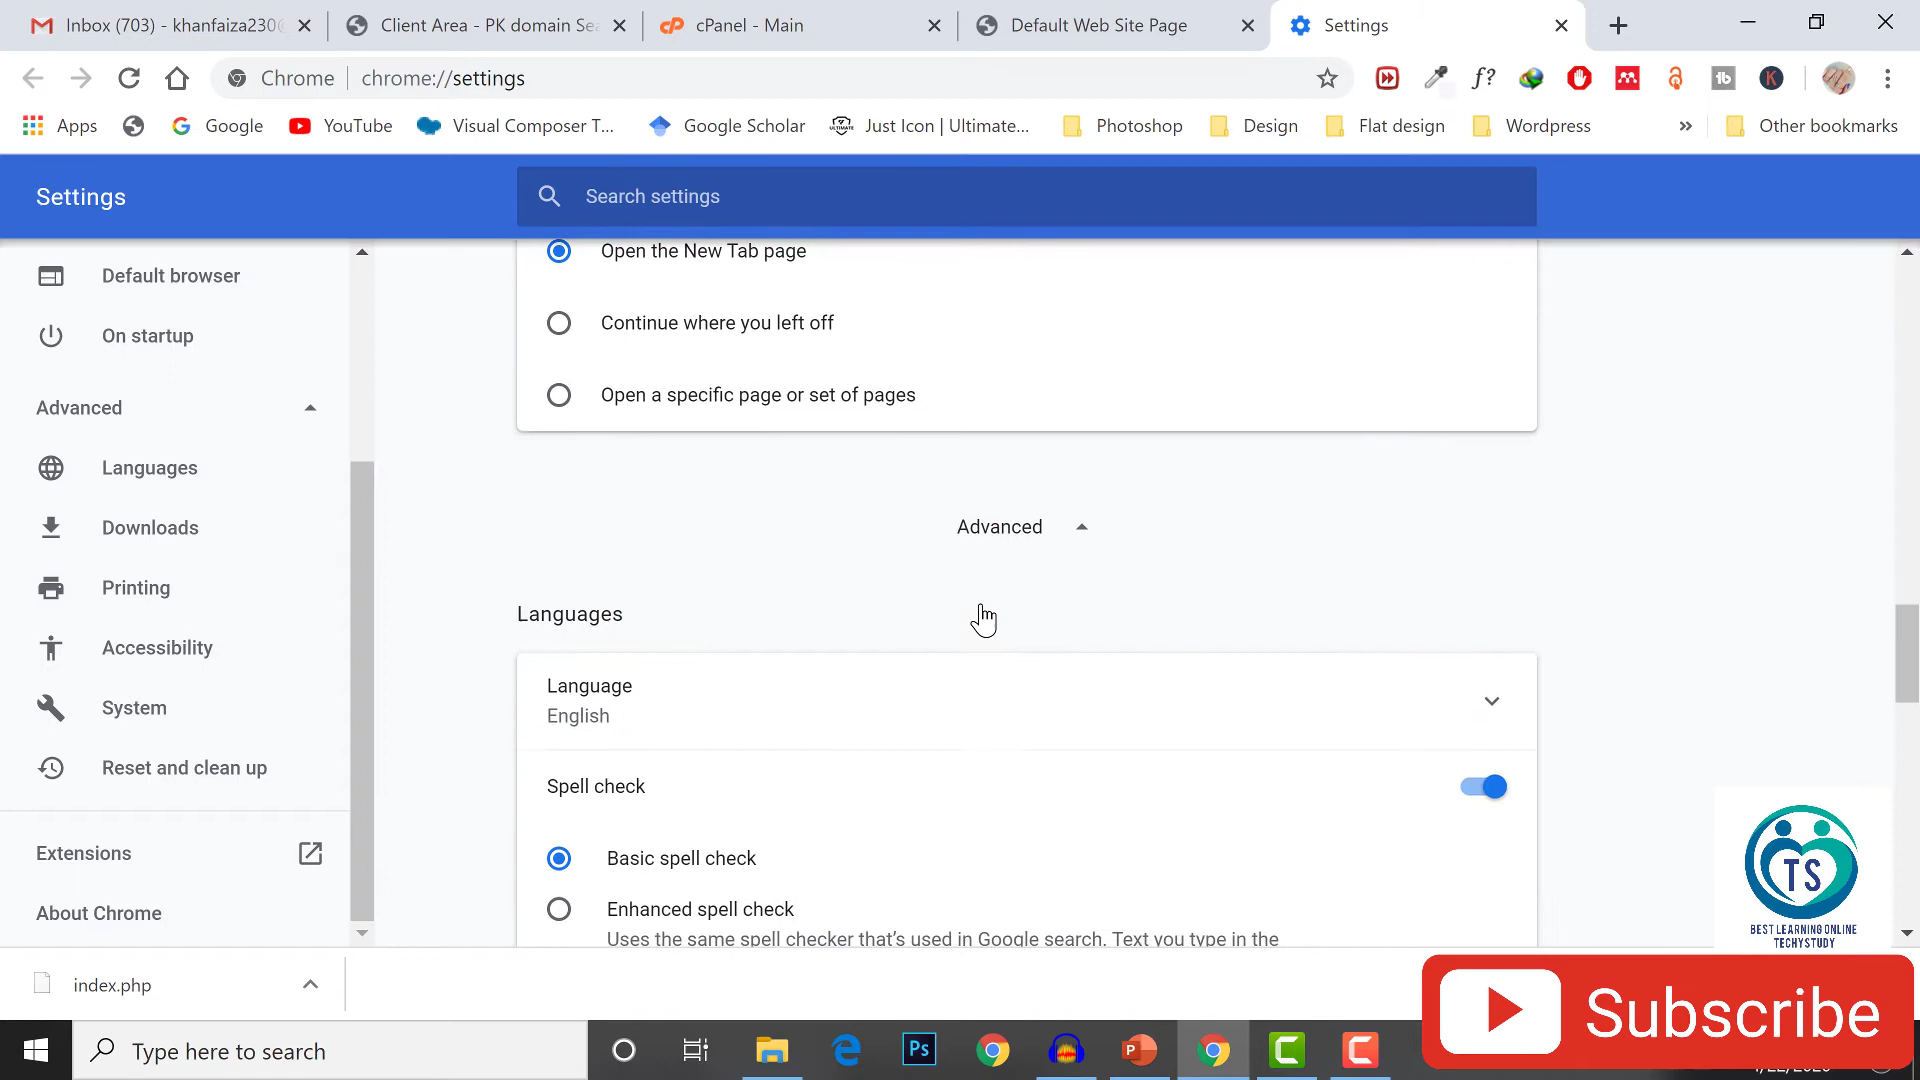 Inbox (703) - khanfaiza230
Client Area - PK domain Sea
cPanel - Main
Default Web Site Page
Settings
Chrome
chrome://settings
f?
Apps
Google
YouTube
Visual Composer T...
Google Scholar
ULTIMATE
Just Icon | Ultimate...
Photoshop
Design
Flat design
Wordpress
Other bookmarks
Settings
Search settings
Default browser
On startup
Advanced
Languages
Downloads
Printing
Accessibility
System
Reset and clean up
Extensions
About Chrome
Open the New Tab page
Continue where you left off
Open a specific page or set of pages
Advanced
Languages
Language
English
Spell check
Basic spell check
Enhanced spell check
Uses the same spell checker that's used in Google search. Text you type in the
TS
BEST LEARNING ONLINE
TECHYSTUDY
index.php
Subscribe
Type here to search
Ps